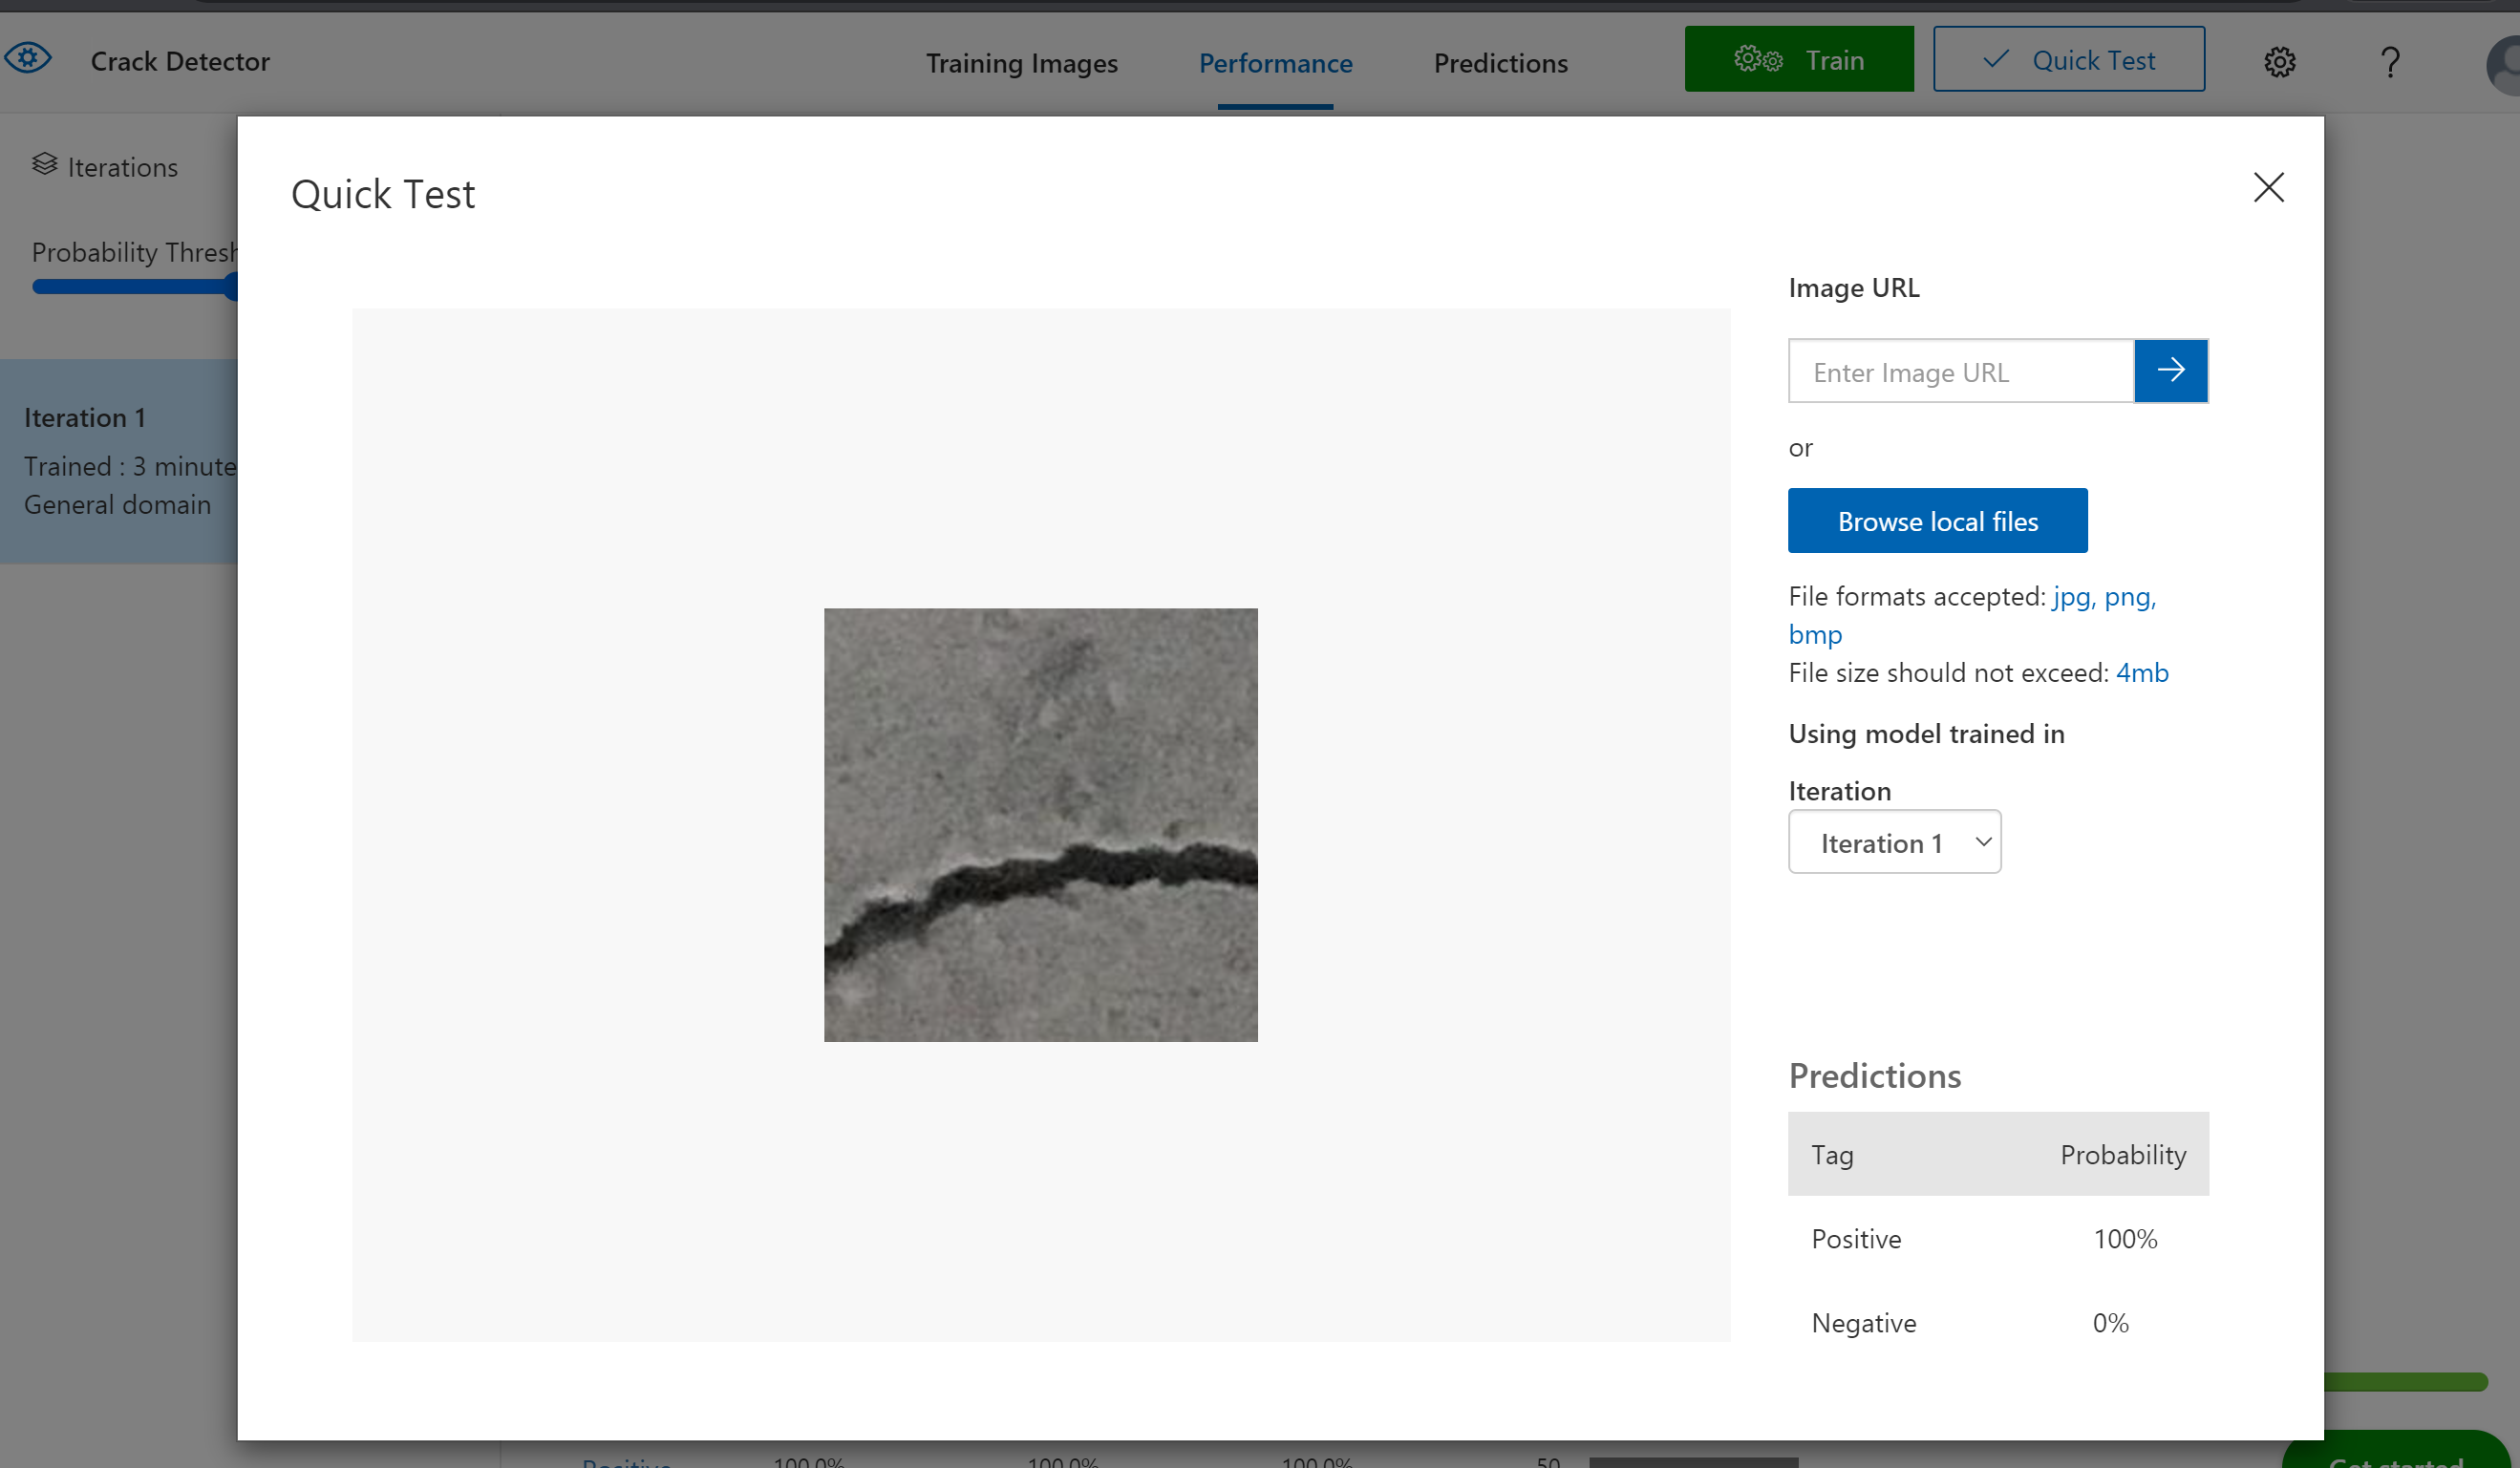 Crack Detector
Training Images
Performance
Predictions
Train
Quick Test
?
Iterations
Probability Thresh
Iteration 1
Trained : 3 minute
General domain
Quick Test
Image URL
Enter Image URL
or
Browse local files
File formats accepted: jpg, png,
bmp
File size should not exceed: 4mb
Using model trained in
Iteration
Iteration 1
Predictions
Tag Probability
Positive 100%
Negative 0%
Positive 100.0% 100.0% 100.0% 50
Get started